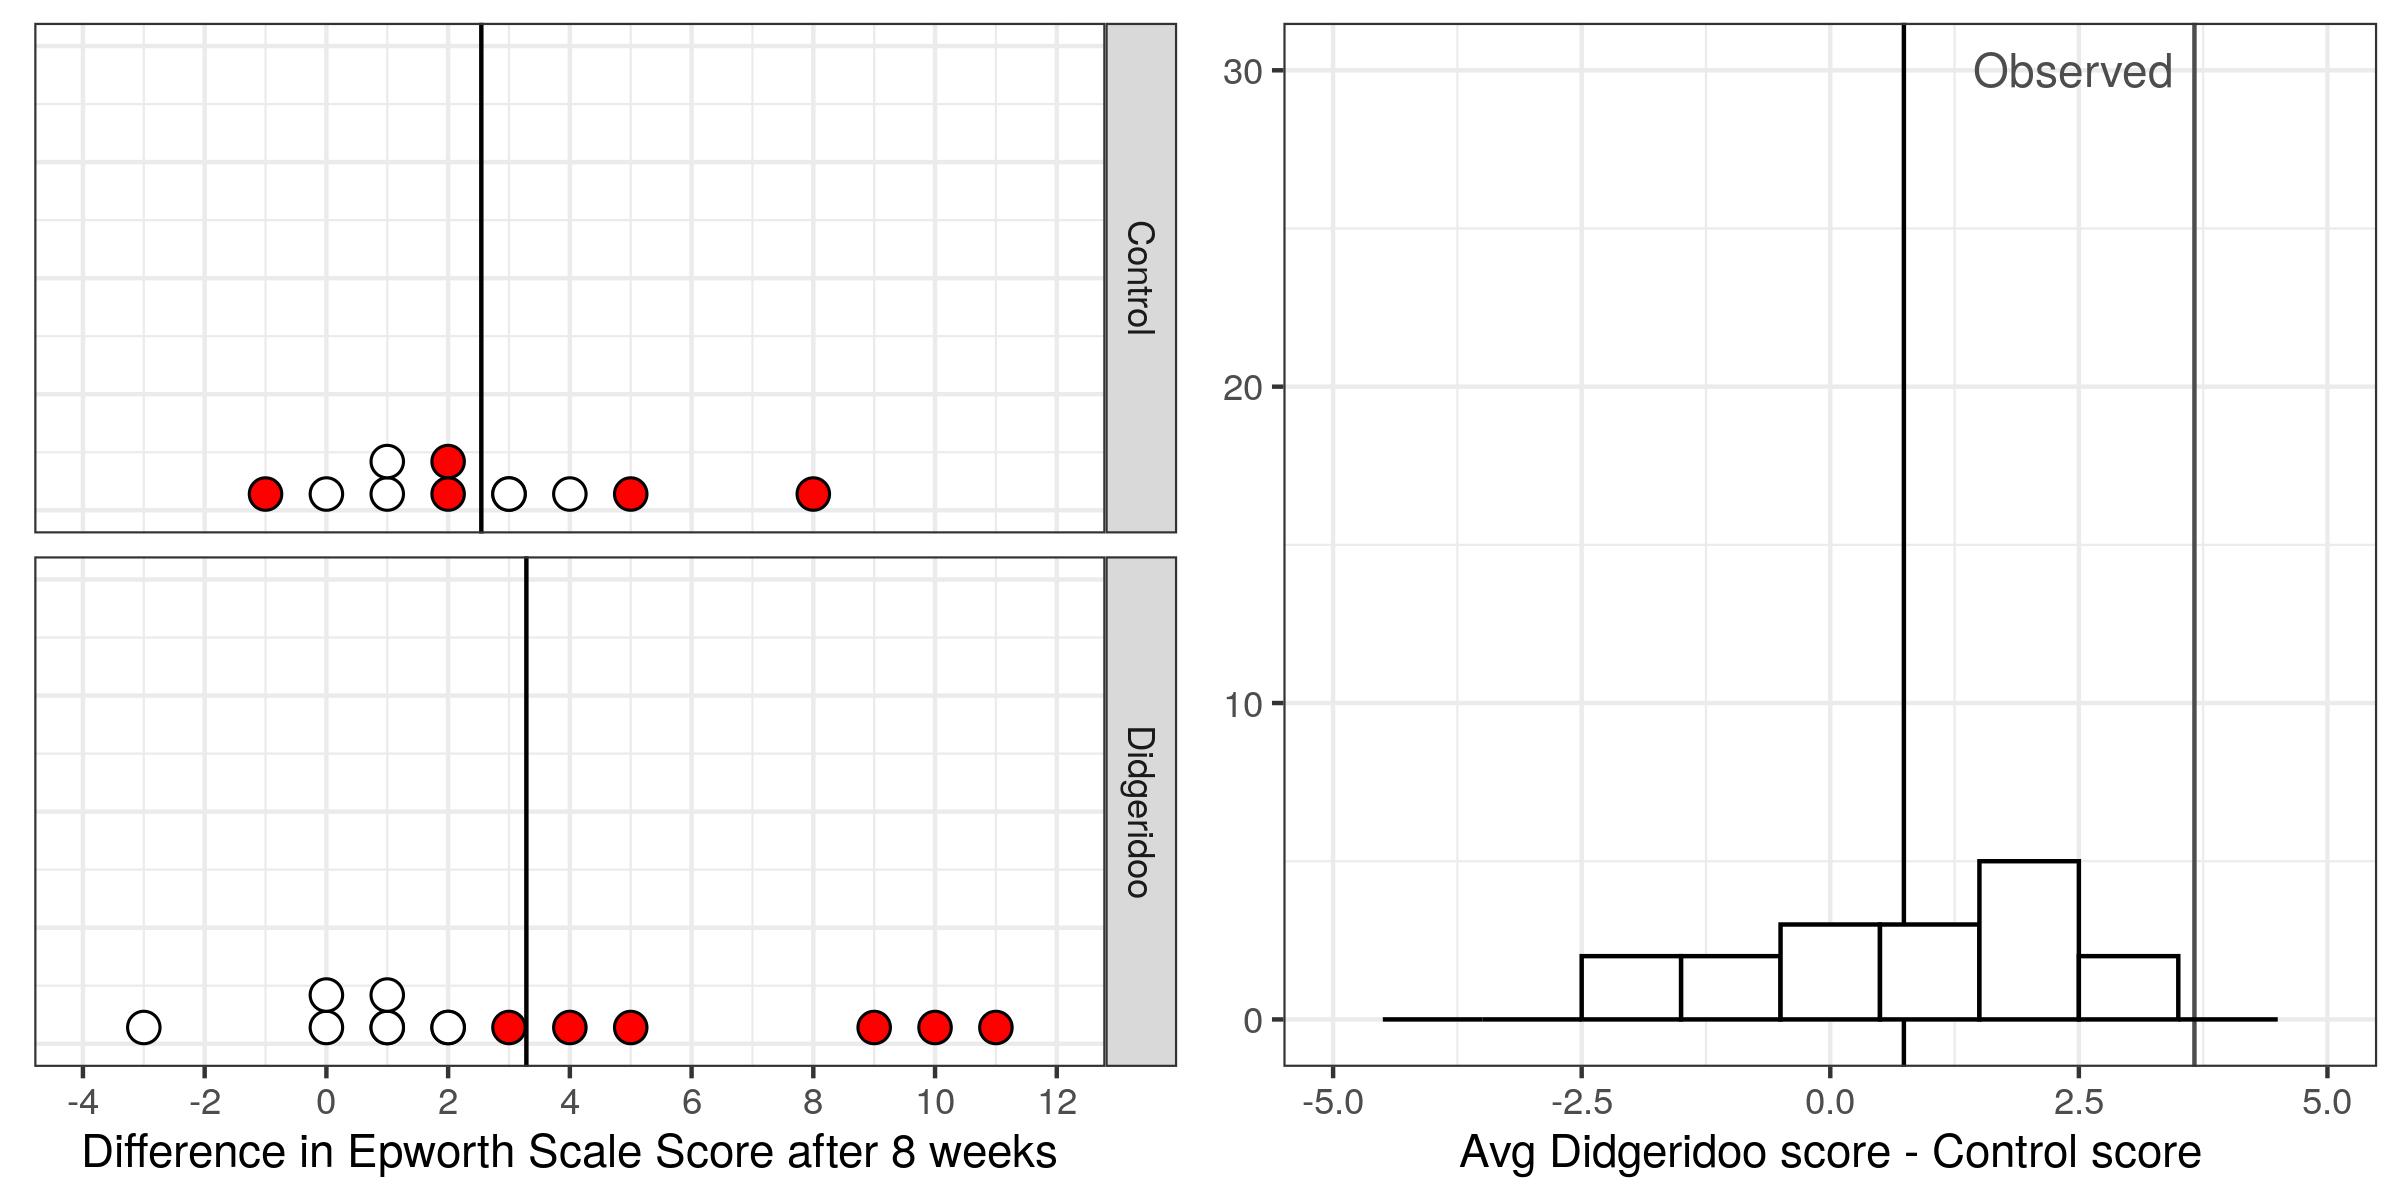 Control
Didgeridoo
-4 -2 0 2 4 6 8 10 12
Difference in Epworth Scale Score after 8 weeks
30
20
10
0
Observed
-5.0 -2.5 0.0 2.5 5.0
Avg Didgeridoo score - Control score